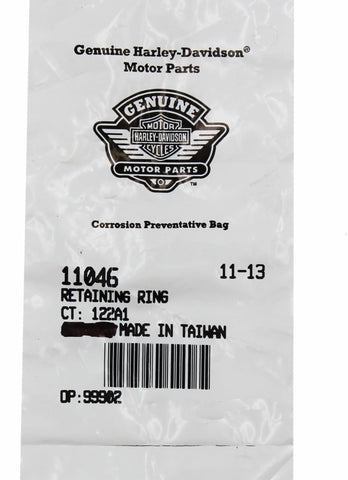 Genuine Harley-Davidson®
Motor Parts
GENUINE
MOTOR
HARLEY-DAVIDSON
CYCLES
MOTOR PARTS
™
Corrosion Preventative Bag
11046 11-13
RETAINING RING
CT: 122A1
MADE IN TAIWAN
OP:99902